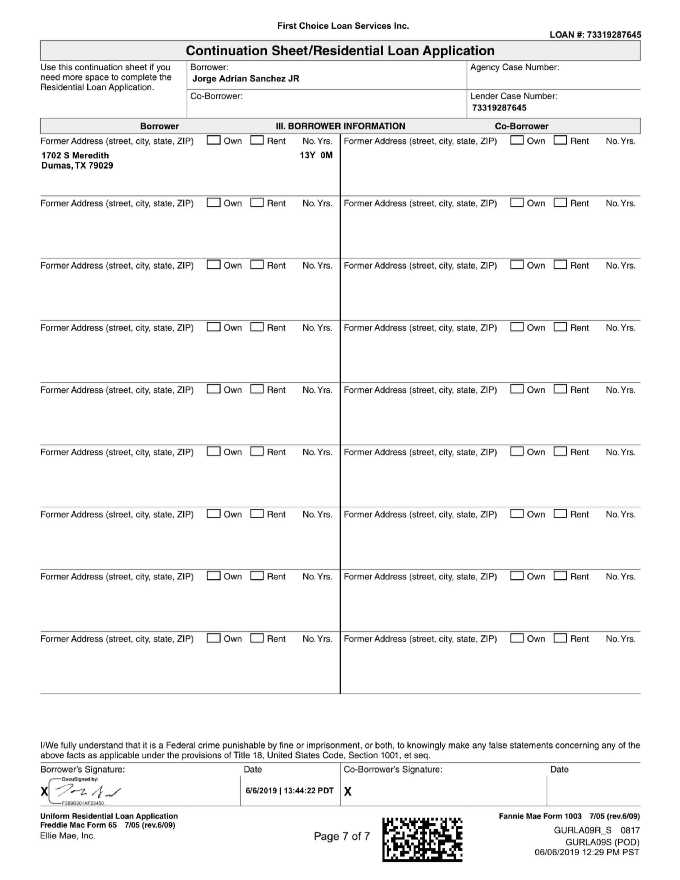 First Choice Loan Services Inc.
LOAN #: 73319287645
Continuation Sheet/Residential Loan Application
Use this continuation sheet if you
need more space to complete the
Residential Loan Application.
Borrower:
Jorge Adrian Sanchez JR
Agency Case Number:
Co-Borrower:
Lender Case Number:
73319287645
Borrower III. BORROWER INFORMATION Co-Borrower
Former Address (street, city, state, ZIP) Own Rent No. Yrs. Former Address (street, city, state, ZIP) Own Rent No. Yrs.
1702 S Meredith 13Y 0M
Dumas, TX 79029
Former Address (street, city, state, ZIP) Own Rent No. Yrs. Former Address (street, city, state, ZIP) Own Rent No. Yrs.
Former Address (street, city, state, ZIP) Own Rent No. Yrs. Former Address (street, city, state, ZIP) Own Rent No. Yrs.
Former Address (street, city, state, ZIP) Own Rent No. Yrs. Former Address (street, city, state, ZIP) Own Rent No. Yrs.
Former Address (street, city, state, ZIP) Own Rent No. Yrs. Former Address (street, city, state, ZIP) Own Rent No. Yrs.
Former Address (street, city, state, ZIP) Own Rent No. Yrs. Former Address (street, city, state, ZIP) Own Rent No. Yrs.
Former Address (street, city, state, ZIP) Own Rent No. Yrs. Former Address (street, city, state, ZIP) Own Rent No. Yrs.
Former Address (street, city, state, ZIP) Own Rent No. Yrs. Former Address (street, city, state, ZIP) Own Rent No. Yrs.
Former Address (street, city, state, ZIP) Own Rent No. Yrs. Former Address (street, city, state, ZIP) Own Rent No. Yrs.
I/We fully understand that it is a Federal crime punishable by fine or imprisonment, or both, to knowingly make any false statements concerning any of the
above facts as applicable under the provisions of Title 18, United States Code, Section 1001, et seq.
Borrower's Signature: Date Co-Borrower's Signature: Date
DocuSigned by:
X 6/6/2019 | 13:44:22 PDT X
Uniform Residential Loan Application
Freddie Mac Form 65 7/05 (rev.6/09)
Ellie Mae, Inc.
Page 7 of 7
Fannie Mae Form 1003 7/05 (rev.6/09)
GURLA09R_S 0817
GURLA09S (POD)
06/06/2019 12:29 PM PST